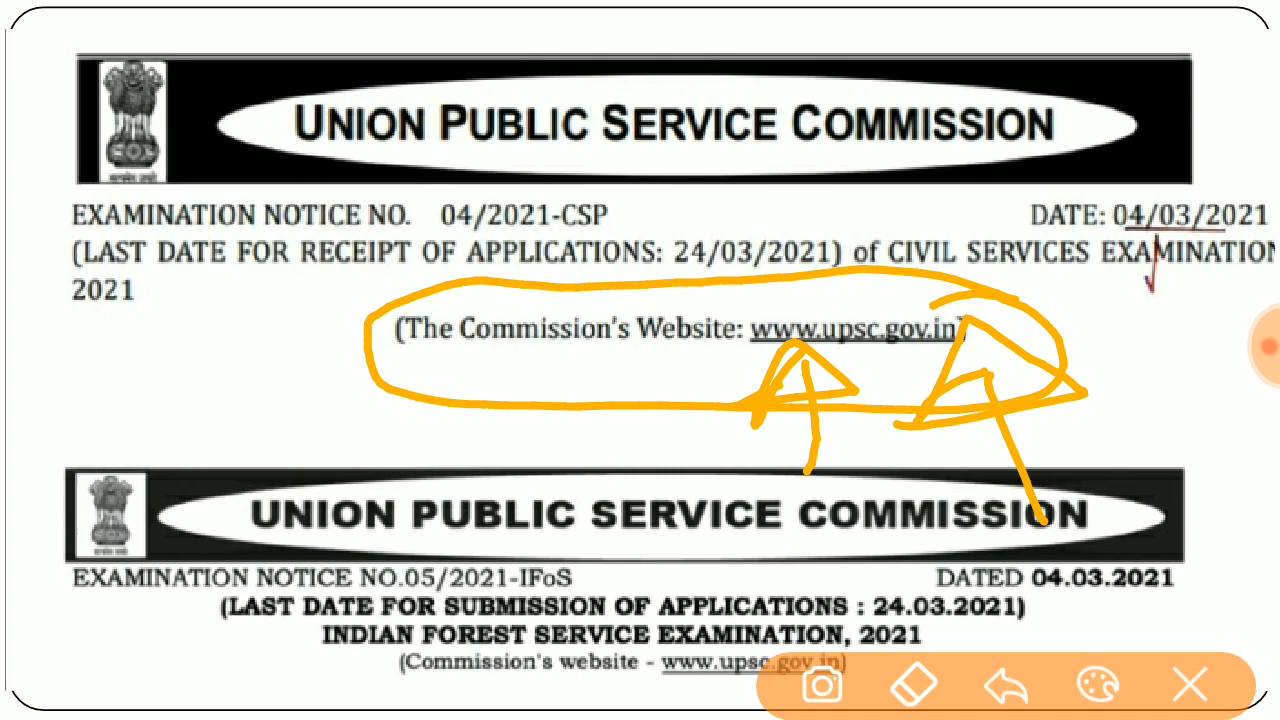 UNION PUBLIC SERVICE COMMISSION
EXAMINATION NOTICE NO. 04/2021-CSP DATE: 04/03/2021
(LAST DATE FOR RECEIPT OF APPLICATIONS: 24/03/2021) of CIVIL SERVICES EXAMINATION
2021
(The Commission's Website: www.upsc.gov.in)
UNION PUBLIC SERVICE COMMISSION
EXAMINATION NOTICE NO.05/2021-IFoS DATED 04.03.2021
(LAST DATE FOR SUBMISSION OF APPLICATIONS : 24.03.2021)
INDIAN FOREST SERVICE EXAMINATION, 2021
(Commission's website - www.upsc.gov.in)